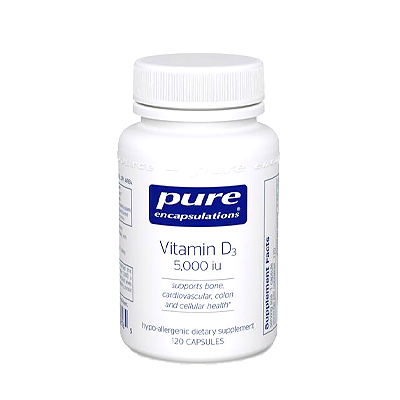 pure
encapsulations®
Vitamin D3
5,000 iu
supports bone,
cardiovascular, colon
and cellular health*
hypo-allergenic dietary supplement
120 CAPSULES
Supplement Facts